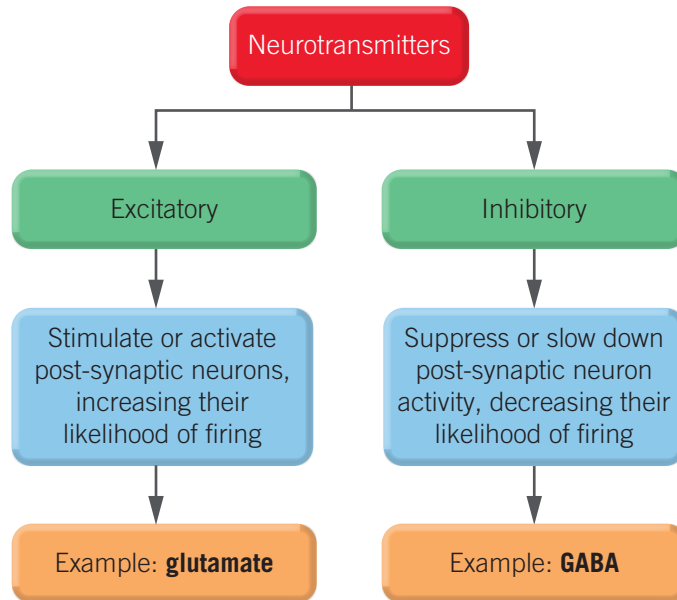 Neurotransmitters
Excitatory
Inhibitory
Stimulate or activate
post-synaptic neurons,
increasing their
likelihood of firing
Suppress or slow down
post-synaptic neuron
activity, decreasing their
likelihood of firing
Example: glutamate
Example: GABA